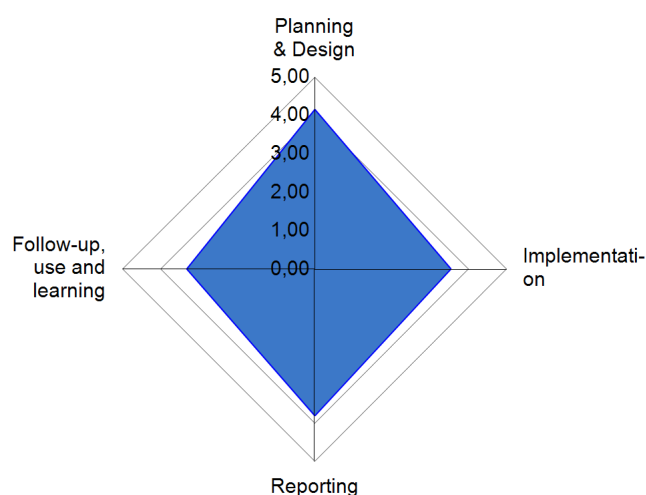 Planning
& Design
5,00
4,00
3,00
2,00
1,00
0,00
Follow-up,
use and
learning
Implementati-
on
Reporting